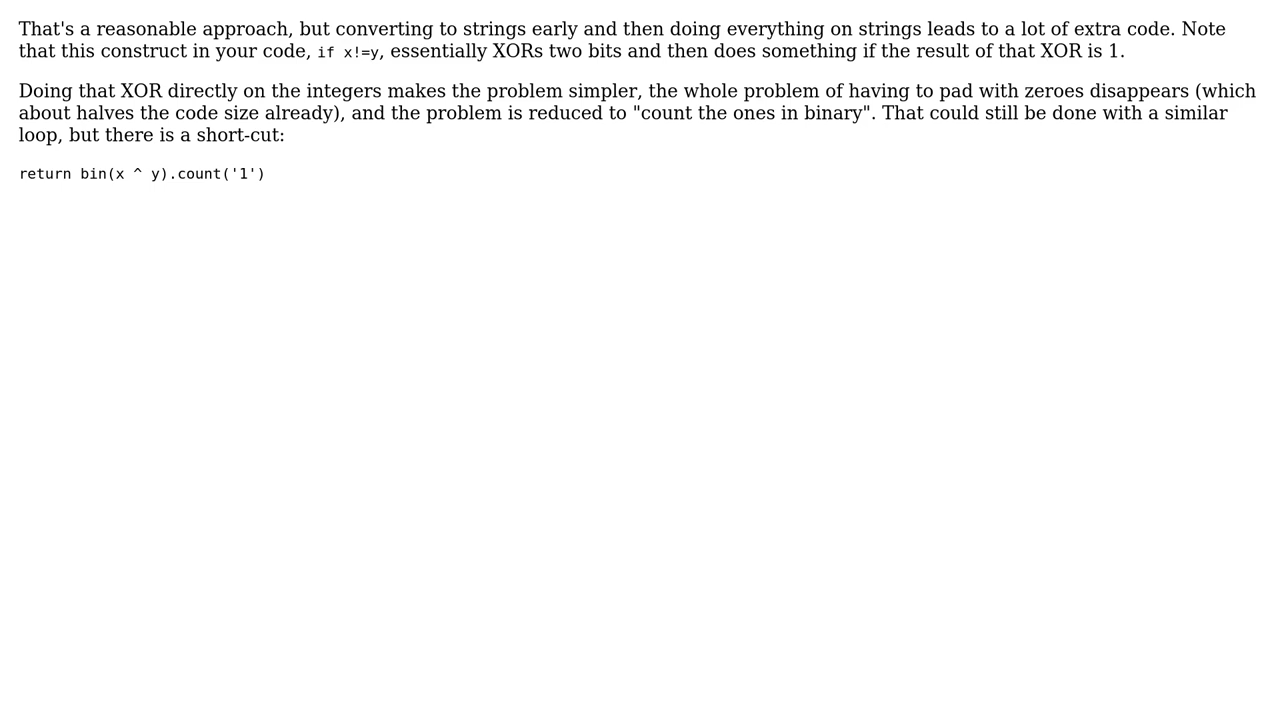 That's a reasonable approach, but converting to strings early and then doing everything on strings leads to a lot of extra code. Note
that this construct in your code, if x!=y, essentially XORs two bits and then does something if the result of that XOR is 1.
Doing that XOR directly on the integers makes the problem simpler, the whole problem of having to pad with zeroes disappears (which
about halves the code size already), and the problem is reduced to "count the ones in binary". That could still be done with a similar
loop, but there is a short-cut:
return bin(x ^ y).count('1')